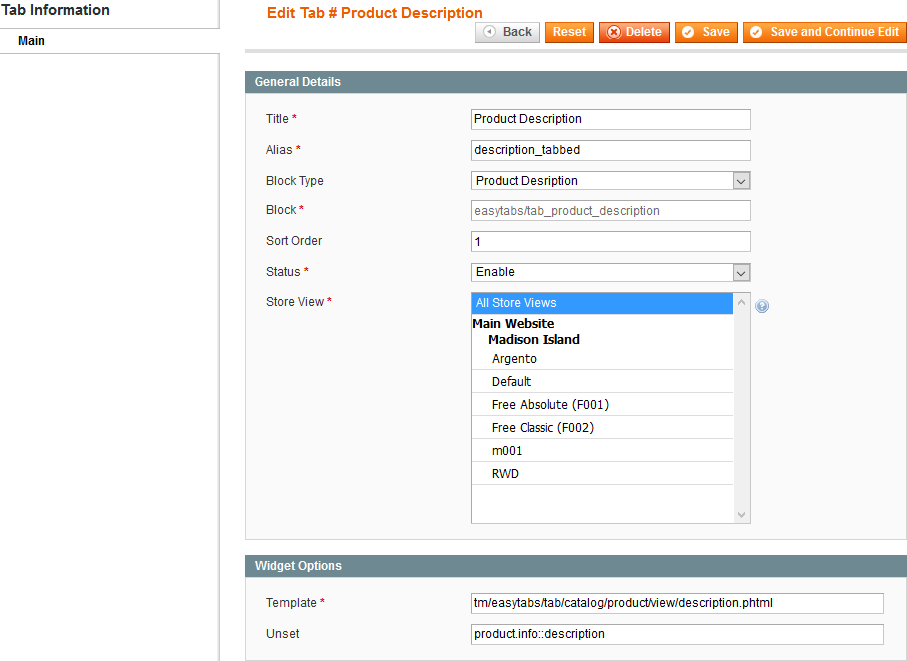 Tab Information
Main
Edit Tab # Product Description
Back Reset Delete Save Save and Continue Edit
General Details
Title * Product Description
Alias * description_tabbed
Block Type Product Desription
Block * easytabs/tab_product_description
Sort Order 1
Status * Enable
Store View * All Store Views
Main Website
Madison Island
Argento
Default
Free Absolute (F001)
Free Classic (F002)
m001
RWD
Widget Options
Template * tm/easytabs/tab/catalog/product/view/description.phtml
Unset product.info::description